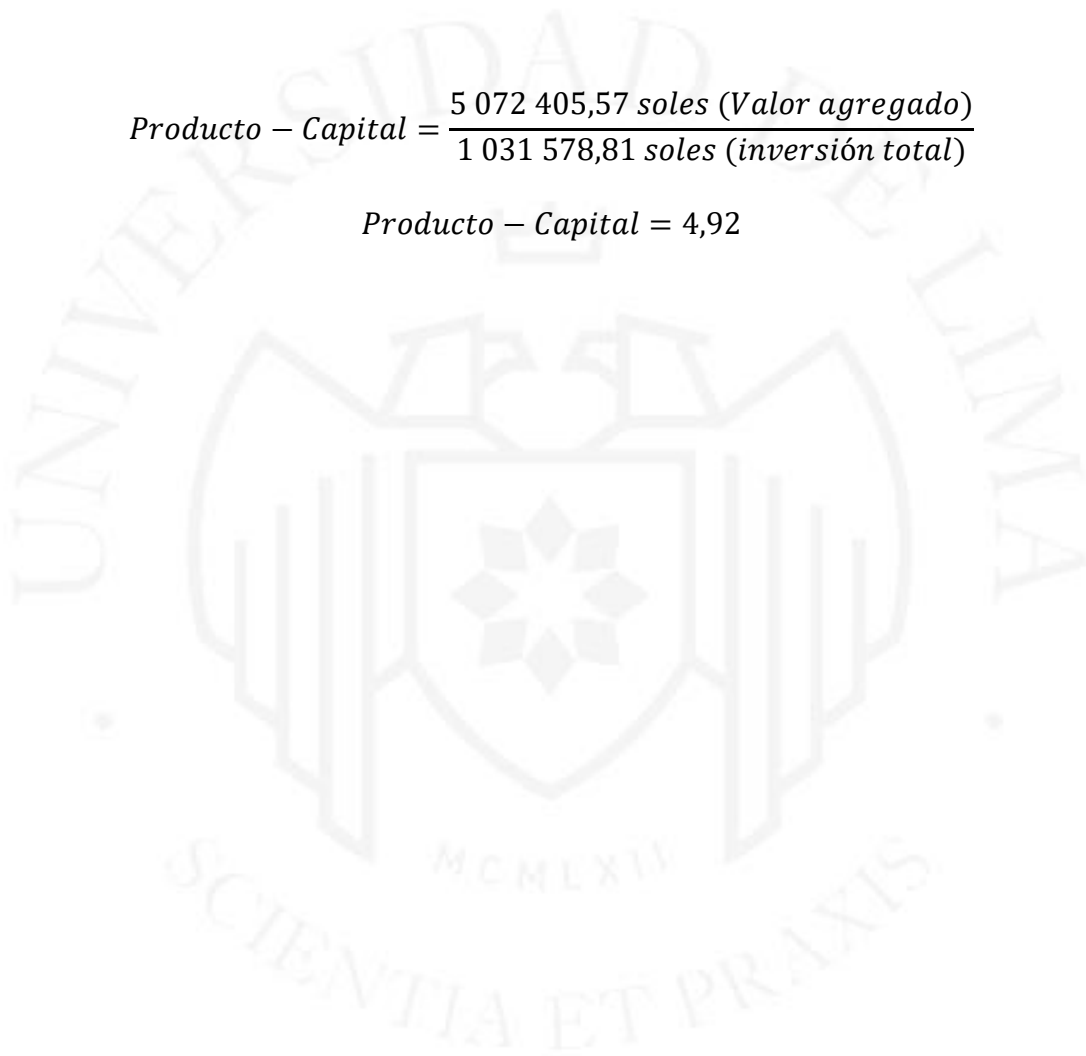 Producto − Capital = 5 072 405,57 soles (Valor agregado) / 1 031 578,81 soles (inversión total)
Producto − Capital = 4,92
UNIVERSIDAD DE LIMA
MCMLXII
SCIENTIA ET PRAXIS